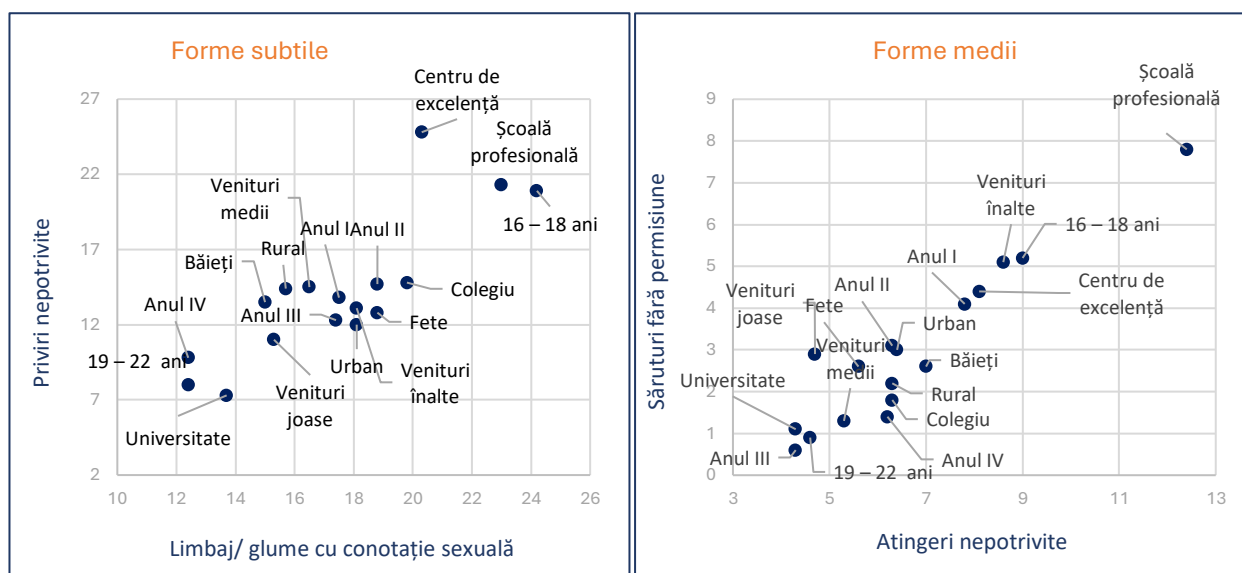 Forme subtile
Centru de
excelență
Școală
profesională
Venituri
medii
16 – 18 ani
Anul I
Anul II
Rural
Băieți
Colegiu
Anul IV
Anul III
Fete
19 – 22 ani
Urban
Venituri
înalte
Venituri
joase
Universitate
27
22
17
12
7
2
10
12
14
16
18
20
22
24
26
Priviri nepotrivite
Limbaj/ glume cu conotație sexuală
Forme medii
Școală
profesională
Venituri
înalte
16 – 18 ani
Anul I
Anul II
Centru de
excelență
Venituri
joase
Fete
Urban
Venituri
medii
Băieți
Universitate
Rural
Colegiu
Anul III
19 – 22 ani
Anul IV
9
8
7
6
5
4
3
2
1
0
3
5
7
9
11
13
Săruturi fără permisiune
Atingeri nepotrivite